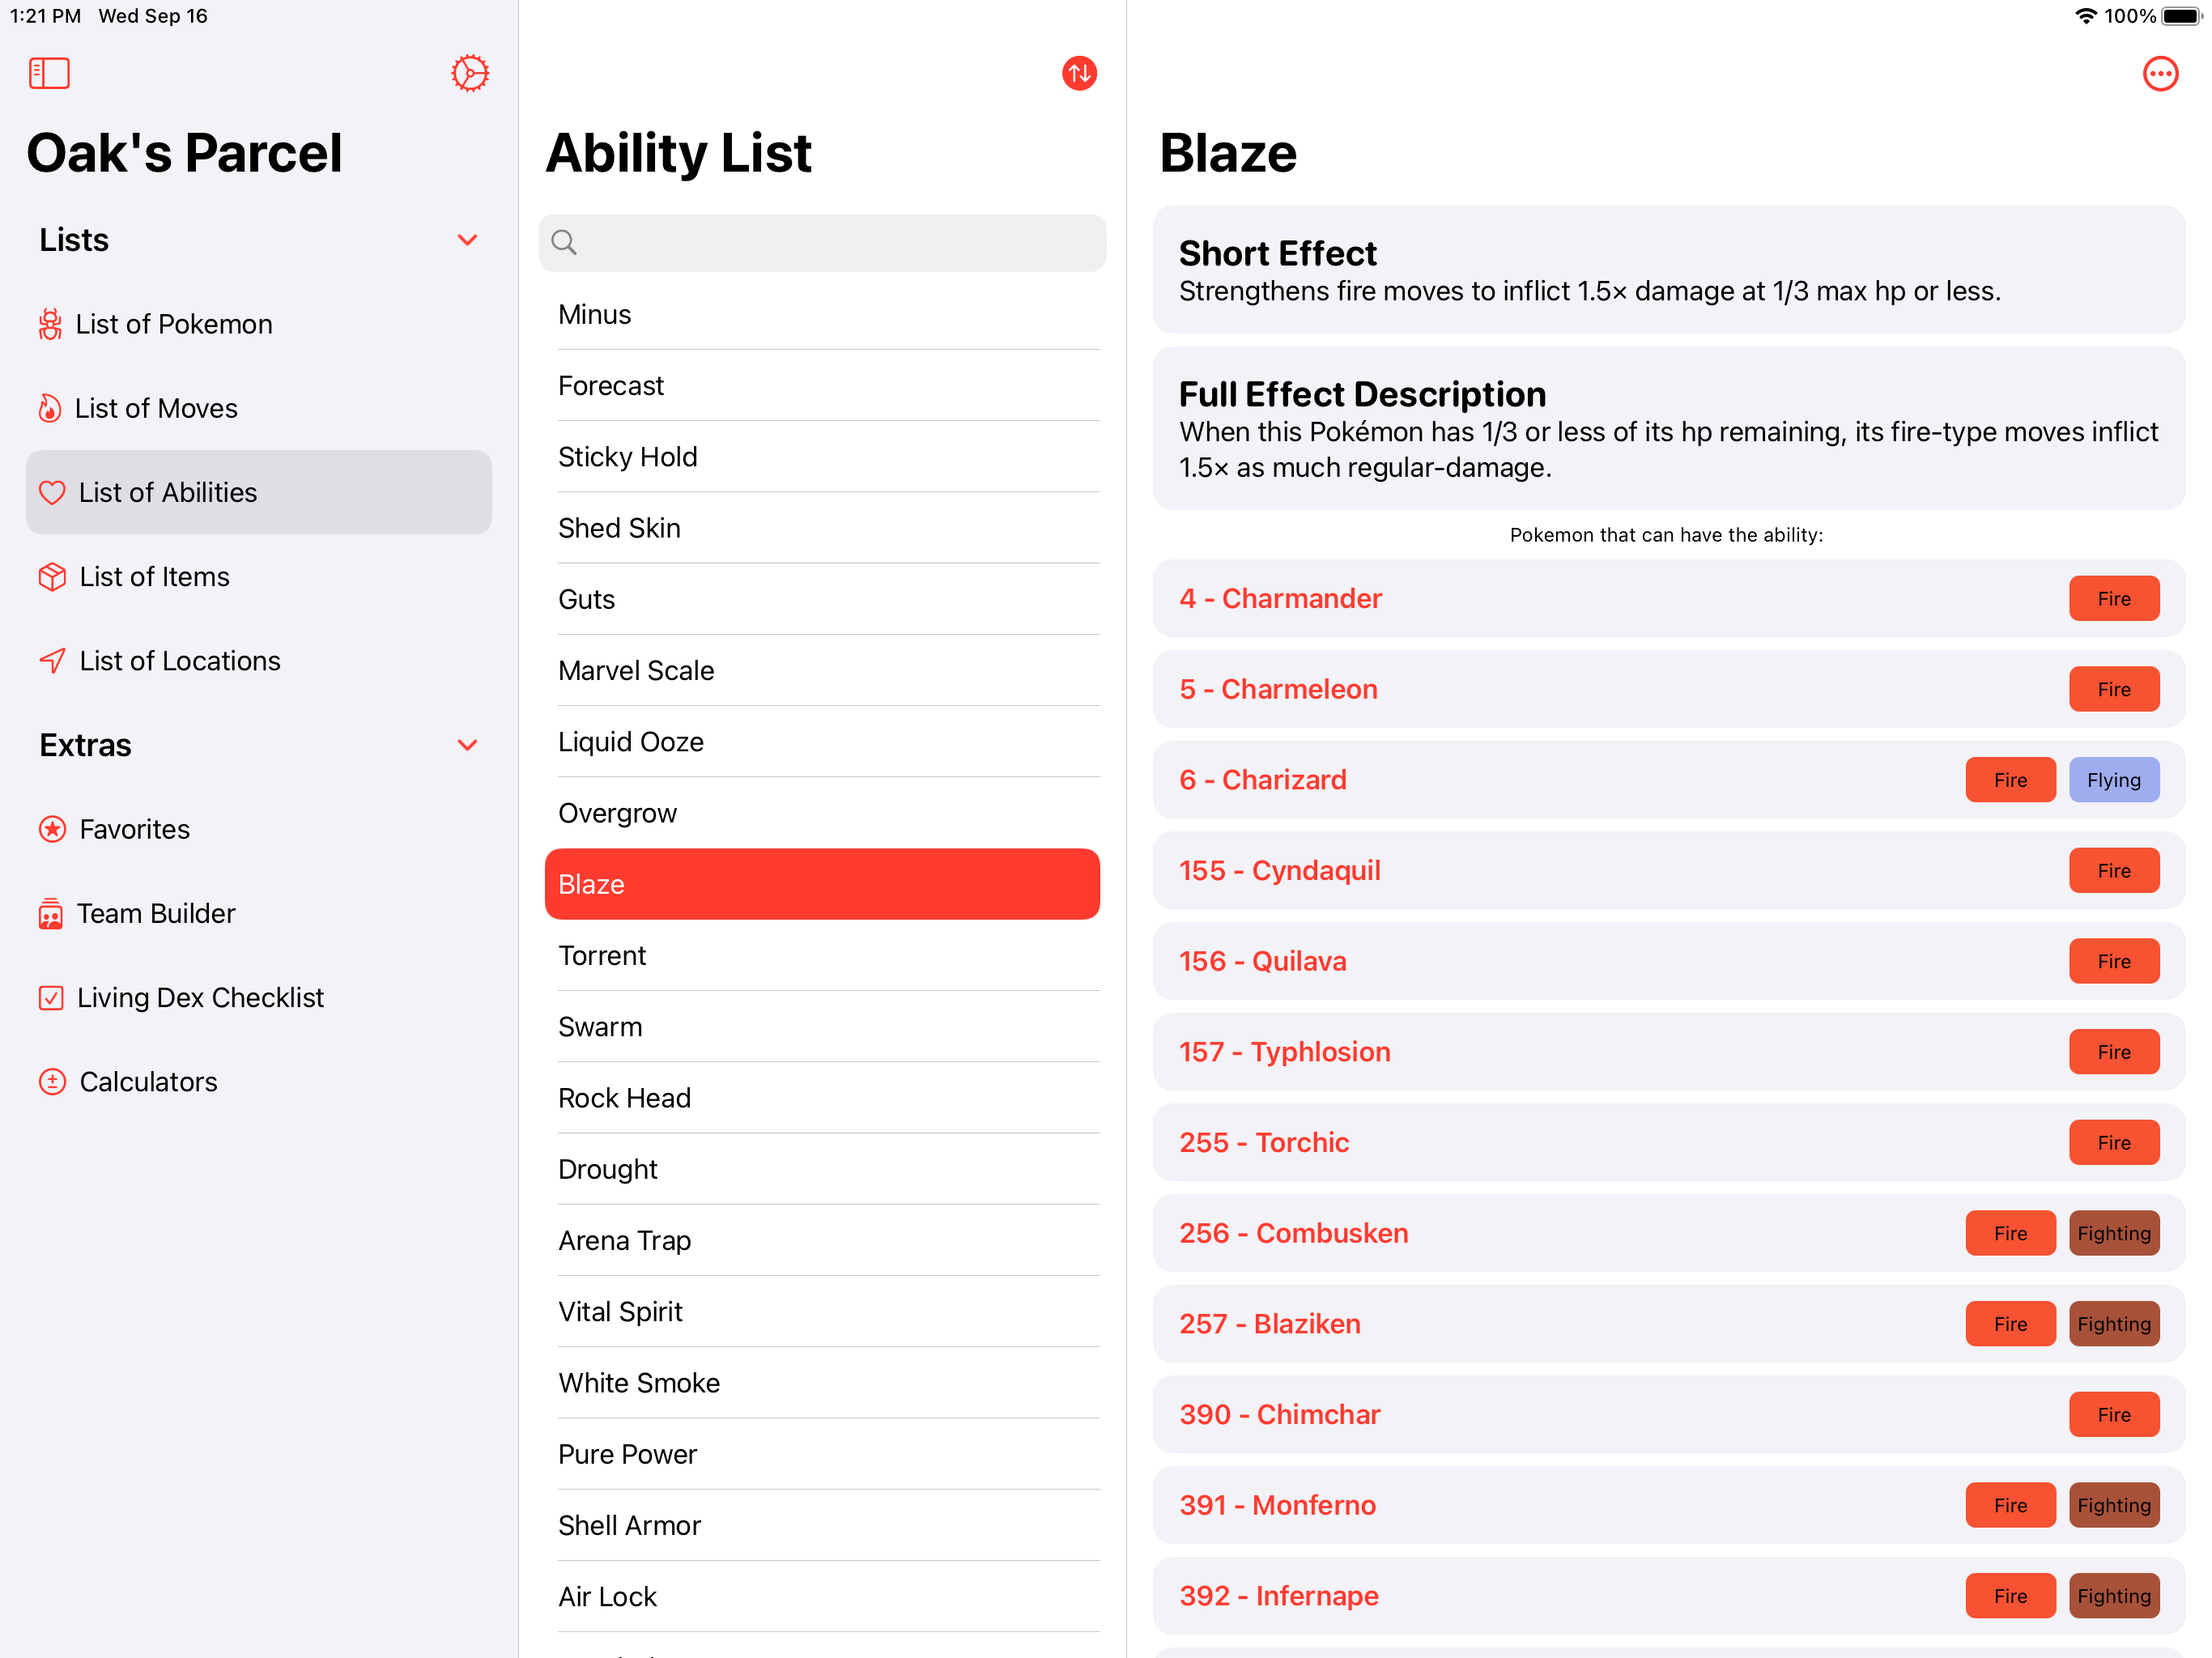 1:21 PM Wed Sep 16
100%
Oak's Parcel
Lists
List of Pokemon
List of Moves
List of Abilities
List of Items
List of Locations
Extras
Favorites
Team Builder
Living Dex Checklist
Calculators
Ability List
Minus
Forecast
Sticky Hold
Shed Skin
Guts
Marvel Scale
Liquid Ooze
Overgrow
Blaze
Torrent
Swarm
Rock Head
Drought
Arena Trap
Vital Spirit
White Smoke
Pure Power
Shell Armor
Air Lock
Blaze
Short Effect
Strengthens fire moves to inflict 1.5× damage at 1/3 max hp or less.
Full Effect Description
When this Pokémon has 1/3 or less of its hp remaining, its fire-type moves inflict
1.5× as much regular-damage.
Pokemon that can have the ability:
4 - Charmander Fire
5 - Charmeleon Fire
6 - Charizard Fire Flying
155 - Cyndaquil Fire
156 - Quilava Fire
157 - Typhlosion Fire
255 - Torchic Fire
256 - Combusken Fire Fighting
257 - Blaziken Fire Fighting
390 - Chimchar Fire
391 - Monferno Fire Fighting
392 - Infernape Fire Fighting